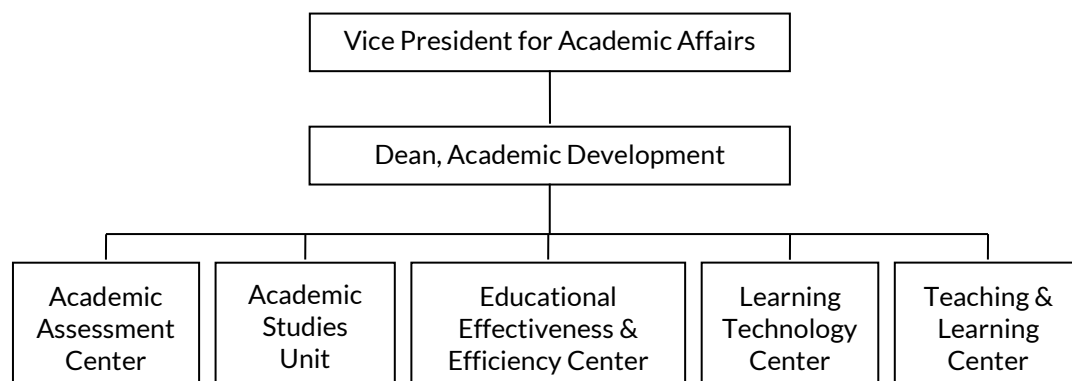 Vice President for Academic Affairs
Dean, Academic Development
Academic
Assessment
Center
Academic
Studies
Unit
Educational
Effectiveness &
Efficiency Center
Learning
Technology
Center
Teaching &
Learning
Center